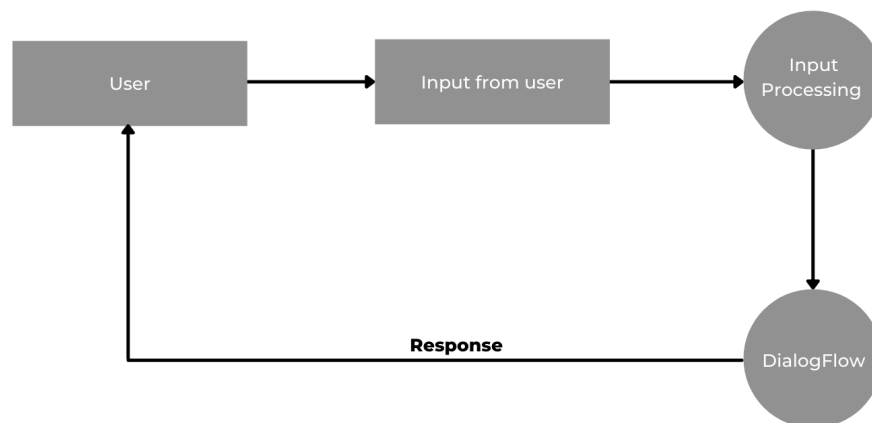 User
Input from user
Input
Processing
Response
DialogFlow